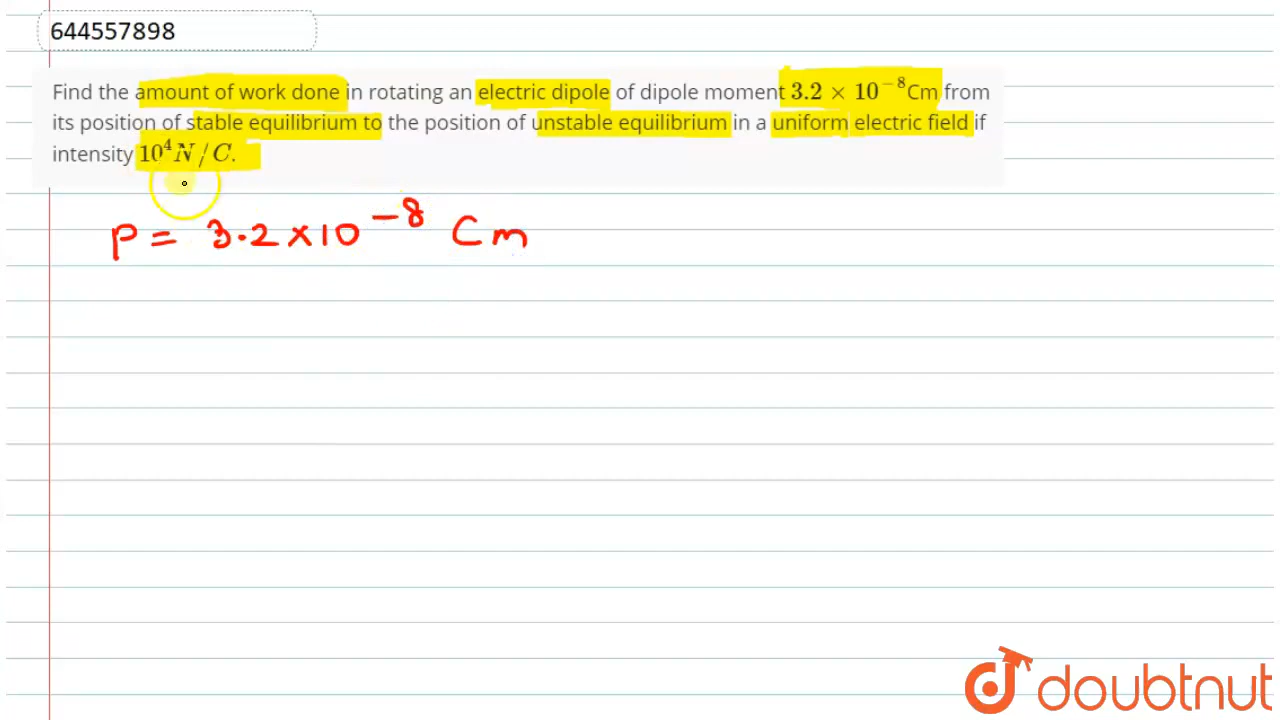 644557898
Find the amount of work done in rotating an electric dipole of dipole moment 3.2 × 10⁻⁸Cm from
its position of stable equilibrium to the position of unstable equilibrium in a uniform electric field if
intensity 10⁴N/C.
P = 3.2×10⁻⁸ Cm
doubtnut